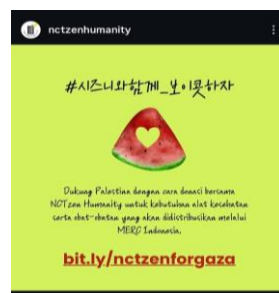 nctzenhumanity
#시즈니와함께_보이콧하자
Dukung Palestina dengan cara donasi bersama
NCTzen Humanity untuk kebutuhan alat kesehatan
serta obat-obatan yang akan didistribusikan melalui
MERC Indonesia.
bit.ly/nctzenforgaza